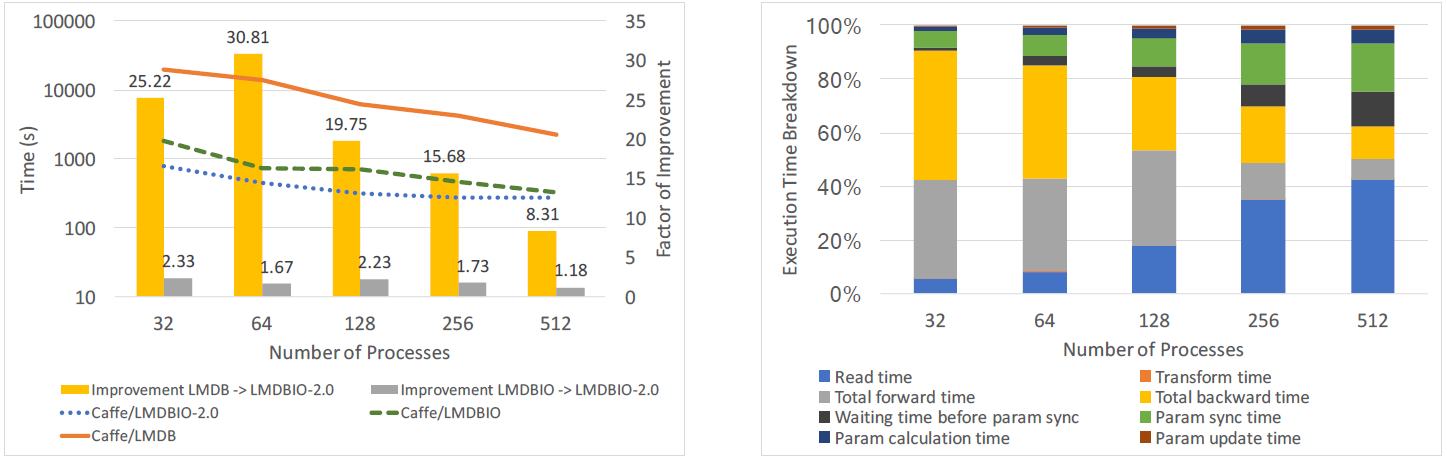 100000
10000
1000
100
10
Time (s)
35
30
25
20
15
10
5
0
Factor of Improvement
25.22
30.81
19.75
15.68
8.31
2.33
1.67
2.23
1.73
1.18
32 64 128 256 512
Number of Processes
Improvement LMDB -> LMDBIO-2.0 Improvement LMDBIO -> LMDBIO-2.0
Caffe/LMDBIO-2.0 Caffe/LMDBIO
Caffe/LMDB
100%
80%
60%
40%
20%
0%
Execution Time Breakdown
32 64 128 256 512
Number of Processes
Read time Transform time
Total forward time Total backward time
Waiting time before param sync Param sync time
Param calculation time Param update time